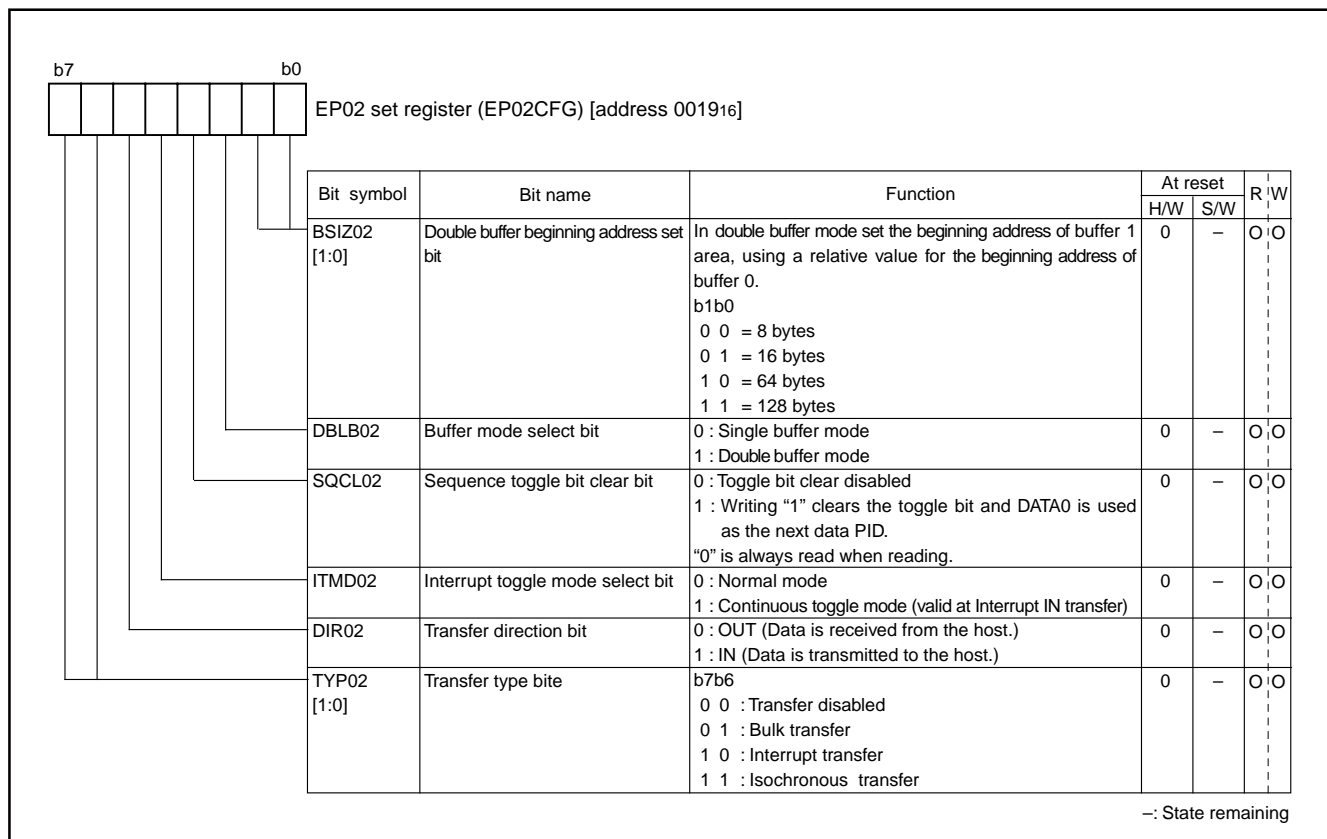 b7 b0
EP02 set register (EP02CFG) [address 001916]
Bit symbol Bit name Function At reset R W
H/W S/W
BSIZ02 Double buffer beginning address set In double buffer mode set the beginning address of buffer 1 0 – O O
[1:0] bit area, using a relative value for the beginning address of
buffer 0.
b1b0
0 0 = 8 bytes
0 1 = 16 bytes
1 0 = 64 bytes
1 1 = 128 bytes
DBLB02 Buffer mode select bit 0 : Single buffer mode 0 – O O
1 : Double buffer mode
SQCL02 Sequence toggle bit clear bit 0 : Toggle bit clear disabled 0 – O O
1 : Writing “1” clears the toggle bit and DATA0 is used
as the next data PID.
“0” is always read when reading.
ITMD02 Interrupt toggle mode select bit 0 : Normal mode 0 – O O
1 : Continuous toggle mode (valid at Interrupt IN transfer)
DIR02 Transfer direction bit 0 : OUT (Data is received from the host.) 0 – O O
1 : IN (Data is transmitted to the host.)
TYP02 Transfer type bite b7b6 0 – O O
[1:0] 0 0 : Transfer disabled
0 1 : Bulk transfer
1 0 : Interrupt transfer
1 1 : Isochronous transfer
–: State remaining